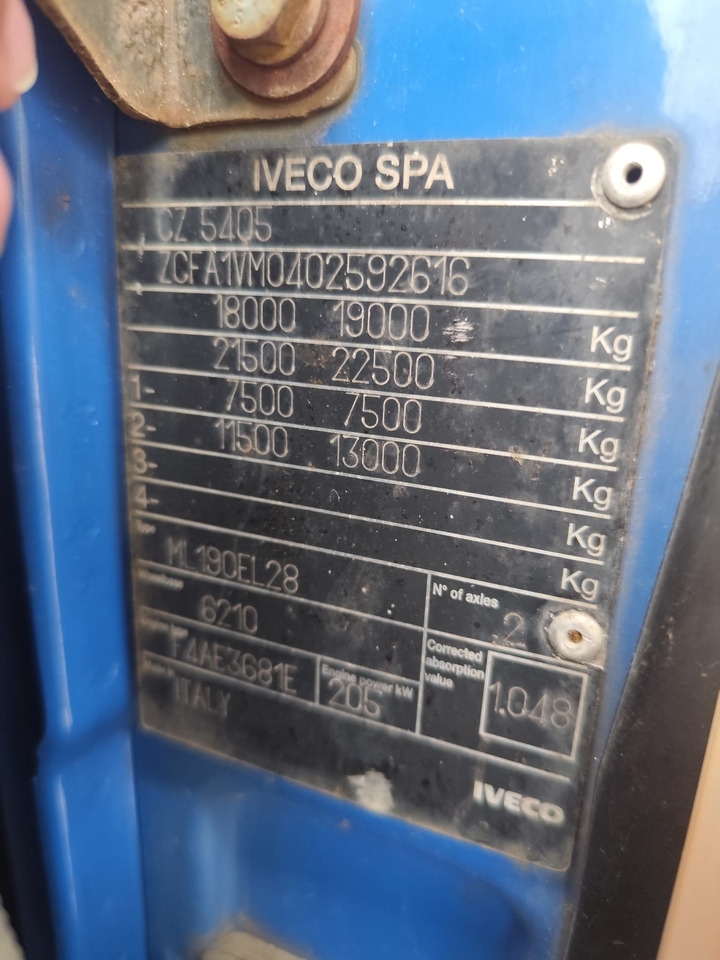 IVECO SPA
CZ 5405
ZCFA1VM0402592616
18000 19000 Kg
21500 22500 Kg
1- 7500 7500 Kg
2- 11500 13000 Kg
3- Kg
4- Kg
Type ML190EL28 N° of axles 2
Wheelbase 6210
F4AE3681E Engine power kW 205 Corrected absorption value 1.048
ITALY
IVECO